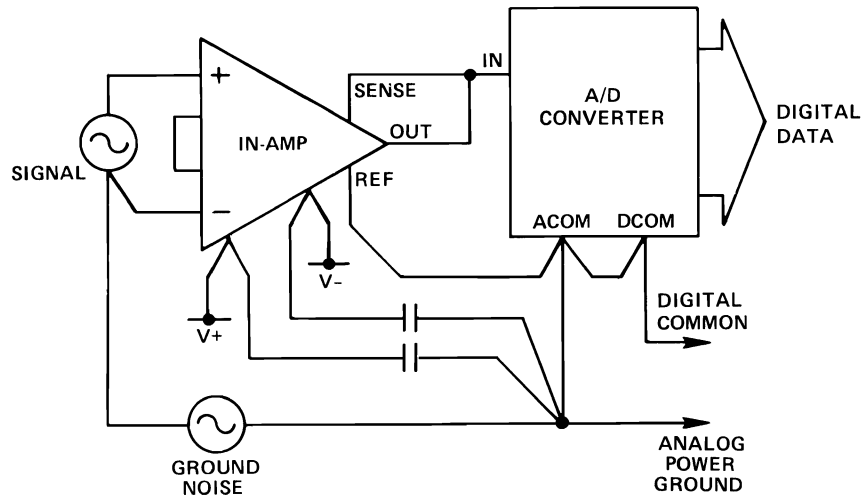 IN
+
SENSE
A/D
CONVERTER
DIGITAL
DATA
IN-AMP
OUT
SIGNAL
REF
−
ACOM DCOM
V−
V+
DIGITAL
COMMON
GROUND
NOISE
ANALOG
POWER
GROUND